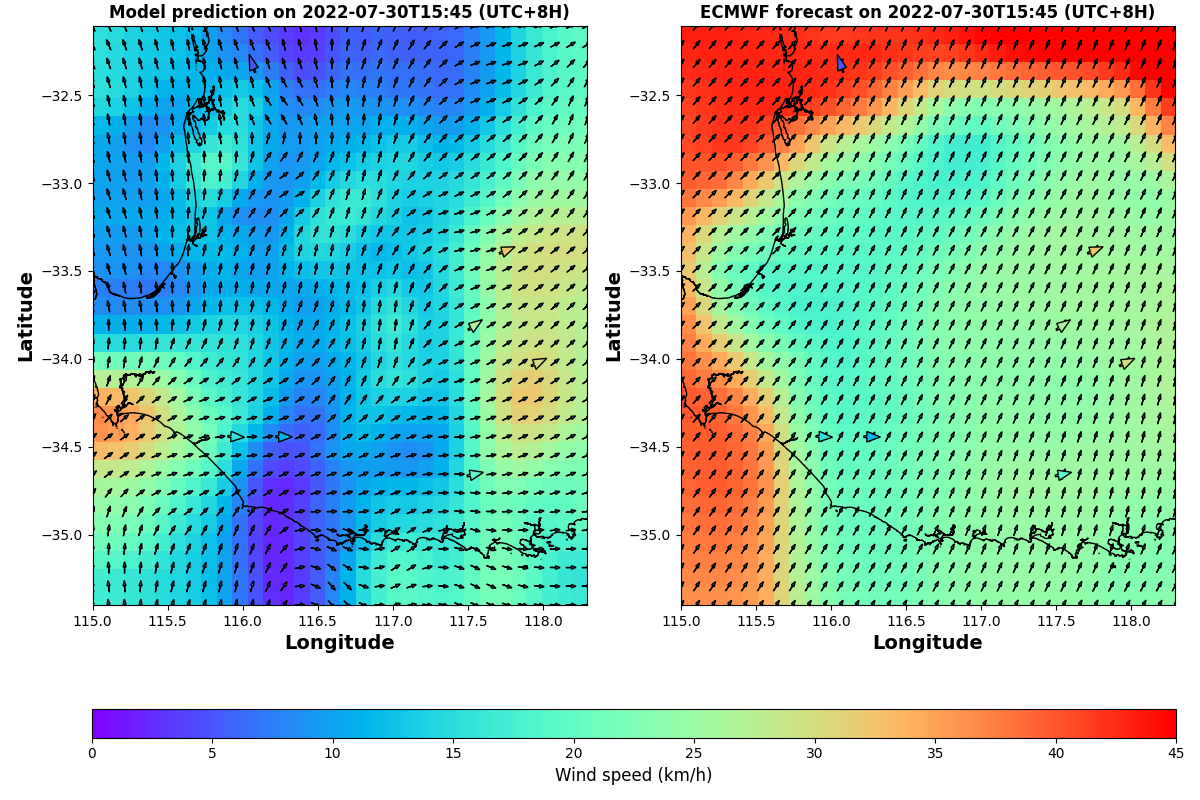 Model prediction on 2022-07-30T15:45 (UTC+8H)
ECMWF forecast on 2022-07-30T15:45 (UTC+8H)
Latitude
−32.5
−33.0
−33.5
−34.0
−34.5
−35.0
115.0 115.5 116.0 116.5 117.0 117.5 118.0
Longitude
Latitude
−32.5
−33.0
−33.5
−34.0
−34.5
−35.0
115.0 115.5 116.0 116.5 117.0 117.5 118.0
Longitude
0 5 10 15 20 25 30 35 40 45
Wind speed (km/h)